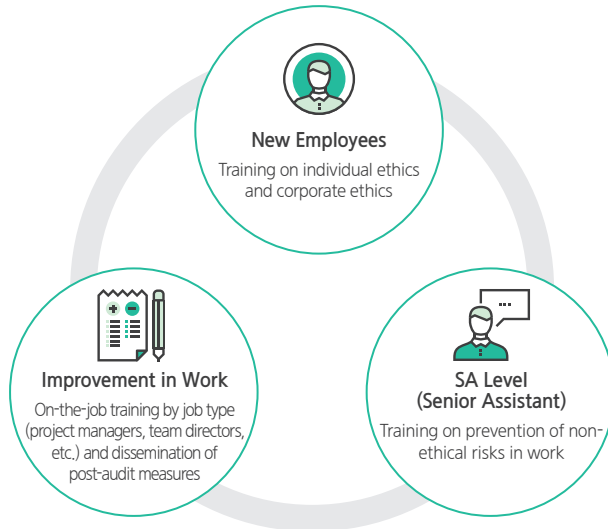 New Employees
Training on individual ethics
and corporate ethics
Improvement in Work
On-the-job training by job type
(project managers, team directors,
etc.) and dissemination of
post-audit measures
...
SA Level
(Senior Assistant)
Training on prevention of non-
ethical risks in work